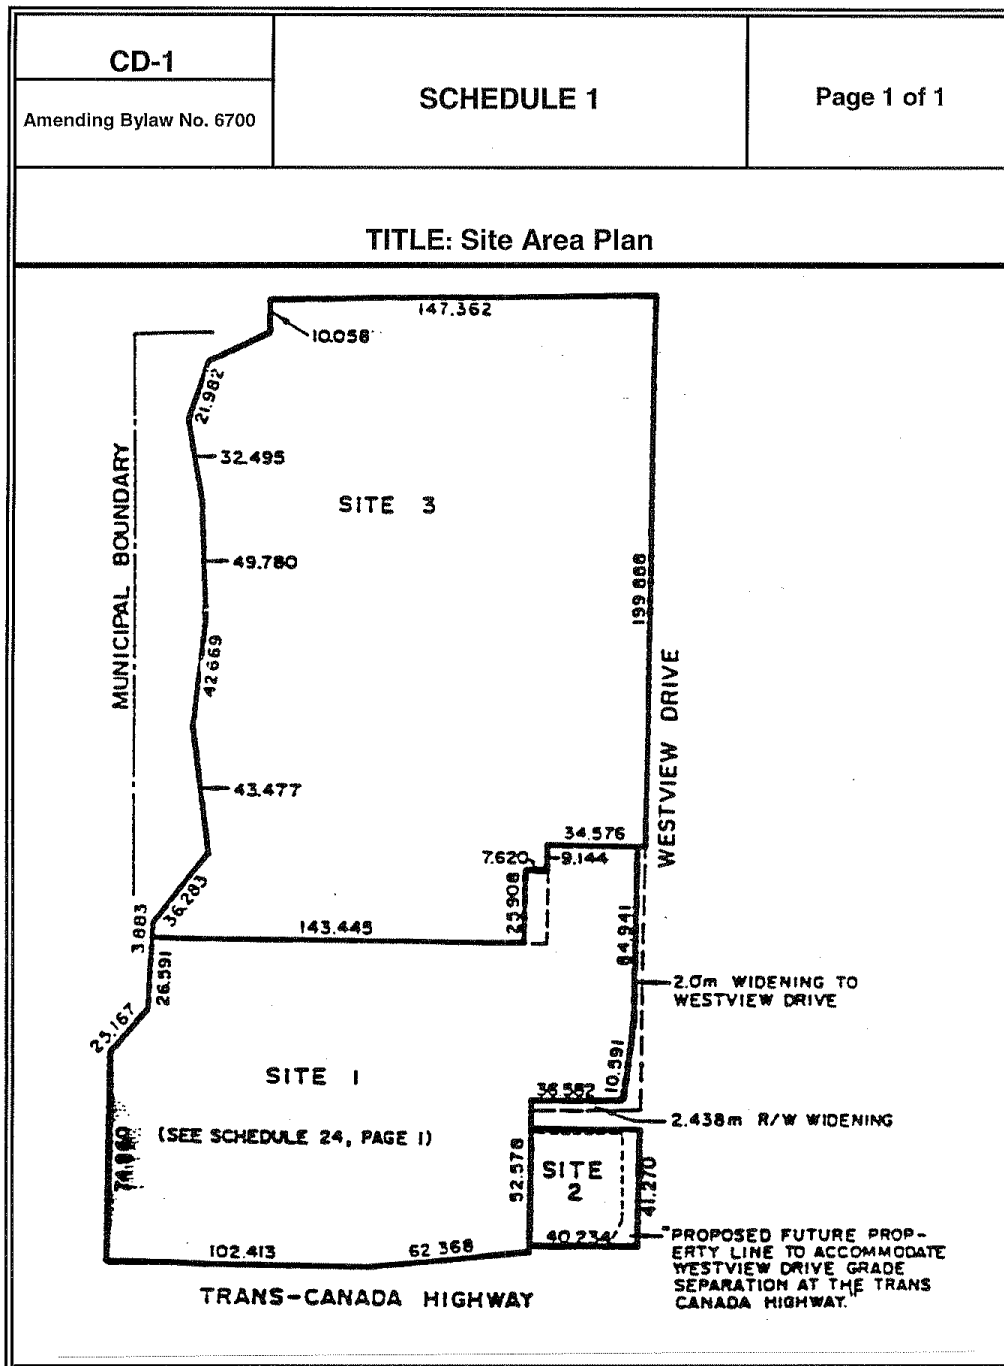 CD-1
Amending Bylaw No. 6700
SCHEDULE 1
Page 1 of 1
TITLE: Site Area Plan
147.362
10.058
21.982
32.495
SITE 3
MUNICIPAL BOUNDARY
49.780
199.888
42.669
WESTVIEW DRIVE
43.477
34.576
7.620
9.144
36.283
25.908
143.445
3.883
84.941
26.591
2.0m WIDENING TO
WESTVIEW DRIVE
25.167
SITE 1
10.591
36.582
2.438m R/W WIDENING
(SEE SCHEDULE 24, PAGE 1)
52.578
SITE
2
41.270
40.234
"PROPOSED FUTURE PROP-
ERTY LINE TO ACCOMMODATE
WESTVIEW DRIVE GRADE
SEPARATION AT THE TRANS
CANADA HIGHWAY."
102.413
62.368
TRANS-CANADA HIGHWAY